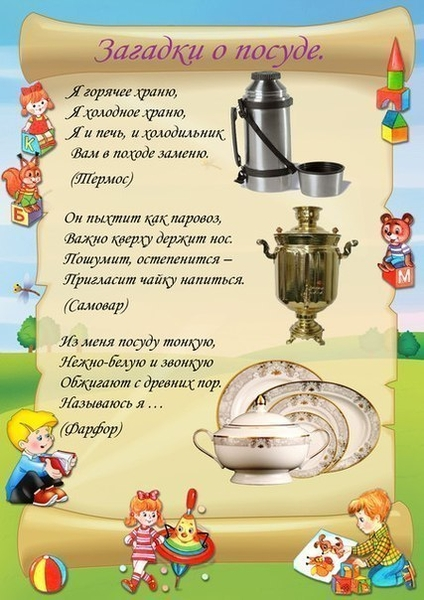 Загадки о посуде.
Я горячее храню,
Я холодное храню,
Я и печь, и холодильник
Вам в походе заменю.
(Термос)
Он пыхтит как паровоз,
Важно кверху держит нос.
Пошумит, остепенится –
Пригласит чайку напиться.
(Самовар)
Из меня посуду тонкую,
Нежно-белую и звонкую
Обжигают с древних пор.
Называюсь я ...
(Фарфор)
К
Б
М